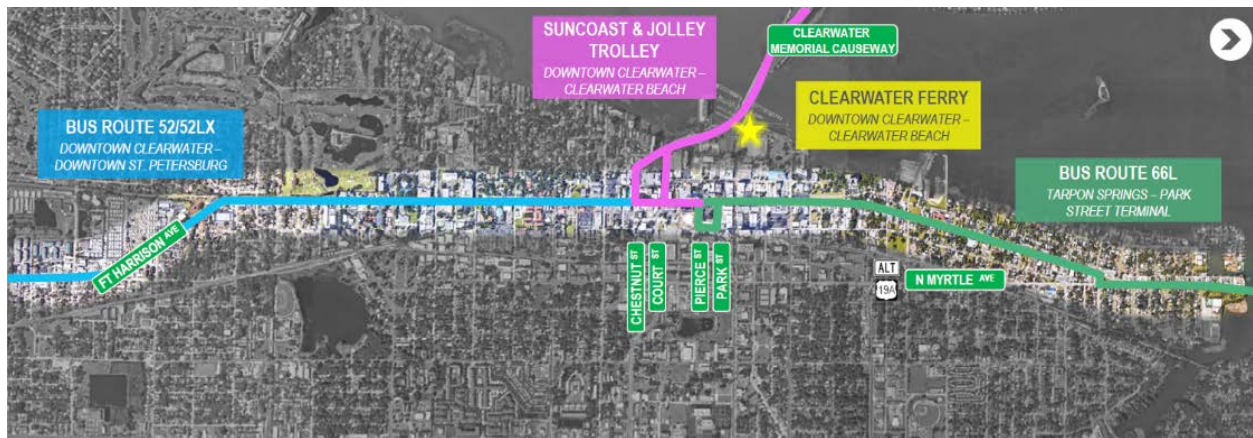 SUNCOAST & JOLLEY
TROLLEY
DOWNTOWN CLEARWATER –
CLEARWATER BEACH
CLEARWATER
MEMORIAL CAUSEWAY
CLEARWATER FERRY
DOWNTOWN CLEARWATER –
CLEARWATER BEACH
BUS ROUTE 52/52LX
DOWNTOWN CLEARWATER –
DOWNTOWN ST. PETERSBURG
BUS ROUTE 66L
TARPON SPRINGS – PARK
STREET TERMINAL
FT HARRISON AVE
CHESTNUT ST
COURT ST
PIERCE ST
PARK ST
ALT
19A
N MYRTLE AVE